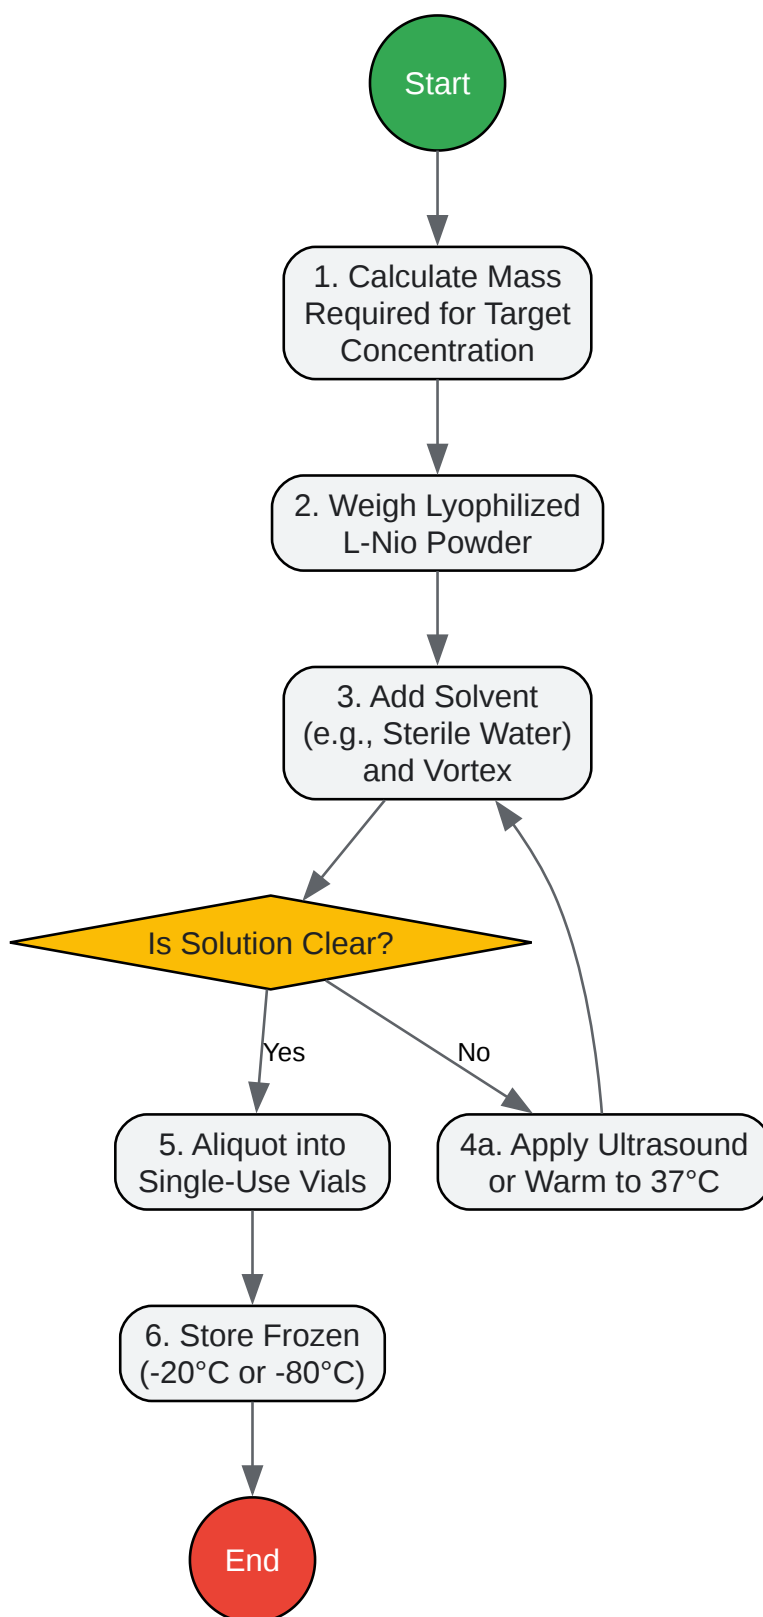 Start
1. Calculate Mass
Required for Target
Concentration
2. Weigh Lyophilized
L-Nio Powder
3. Add Solvent
(e.g., Sterile Water)
and Vortex
Is Solution Clear?
Yes
No
5. Aliquot into
Single-Use Vials
4a. Apply Ultrasound
or Warm to 37°C
6. Store Frozen
(-20°C or -80°C)
End